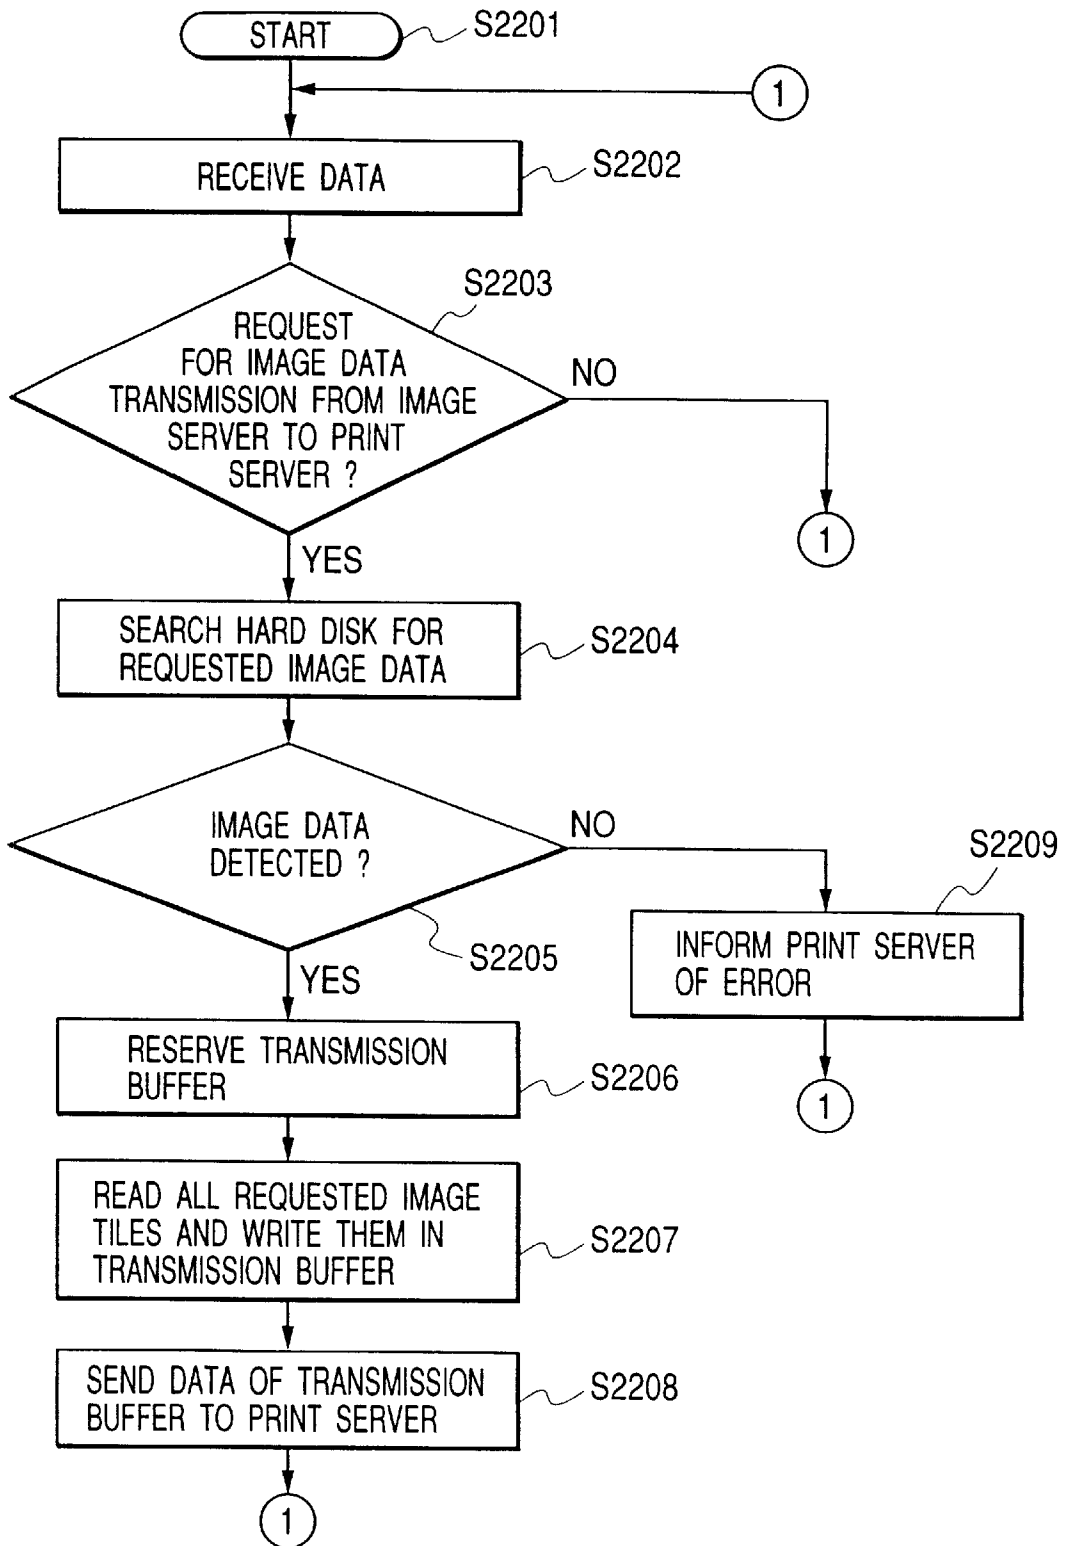 START
S2201
1
RECEIVE DATA
S2202
S2203
REQUEST
FOR IMAGE DATA
TRANSMISSION FROM IMAGE
SERVER TO PRINT
SERVER ?
NO
1
YES
SEARCH HARD DISK FOR
REQUESTED IMAGE DATA
S2204
IMAGE DATA
DETECTED ?
NO
S2205
S2209
INFORM PRINT SERVER
OF ERROR
1
YES
RESERVE TRANSMISSION
BUFFER
S2206
READ ALL REQUESTED IMAGE
TILES AND WRITE THEM IN
TRANSMISSION BUFFER
S2207
SEND DATA OF TRANSMISSION
BUFFER TO PRINT SERVER
S2208
1